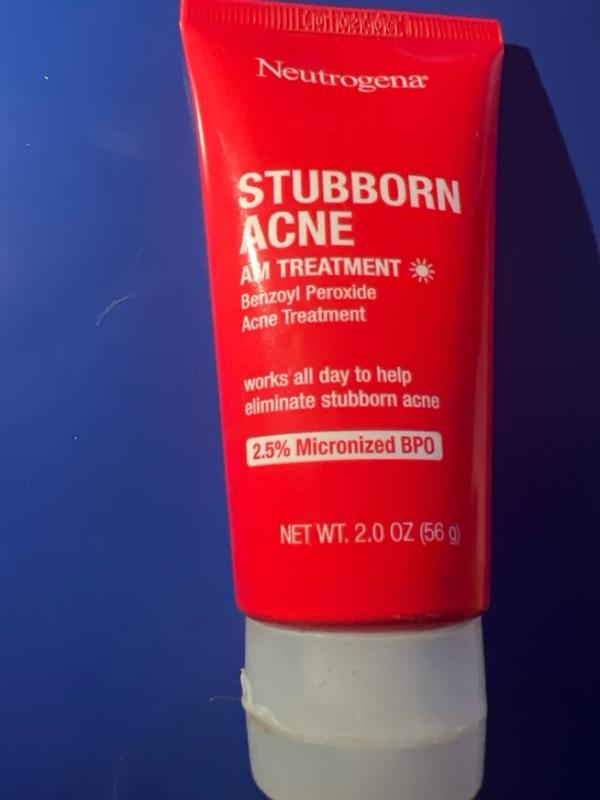 Neutrogena®
STUBBORN
ACNE
AM TREATMENT
Benzoyl Peroxide
Acne Treatment
works all day to help
eliminate stubborn acne
2.5% Micronized BPO
NET WT. 2.0 OZ (56 g)